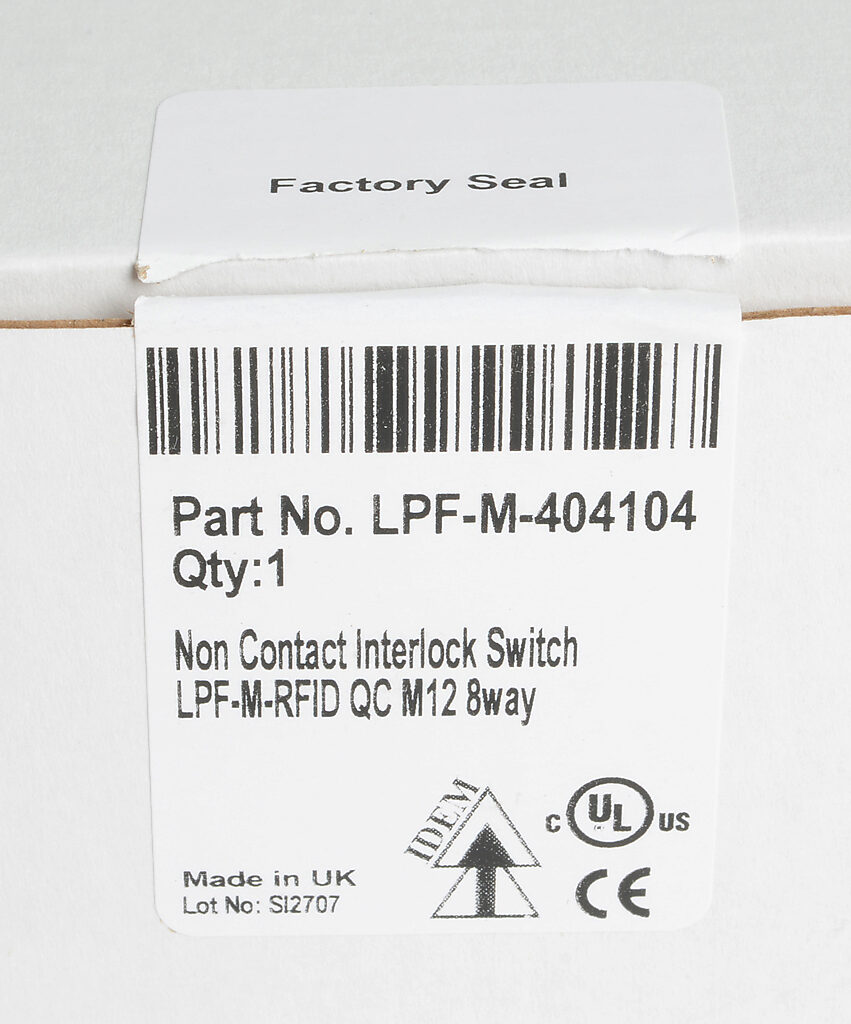 Factory Seal
Part No. LPF-M-404104
Qty:1
Non Contact Interlock Switch
LPF-M-RFID QC M12 8way
IDEM
c UL US
CE
Made in UK
Lot No: SI2707